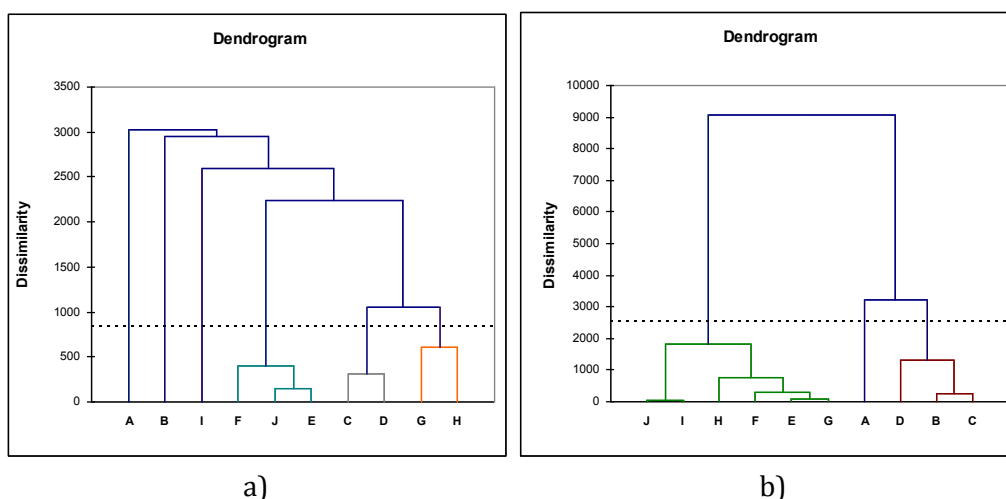 Dendrogram
3500
3000
2500
2000
1500
1000
500
0
Dissimilarity
A B I F J E C D G H
a)
Dendrogram
10000
9000
8000
7000
6000
5000
4000
3000
2000
1000
0
Dissimilarity
J I H F E G A D B C
b)